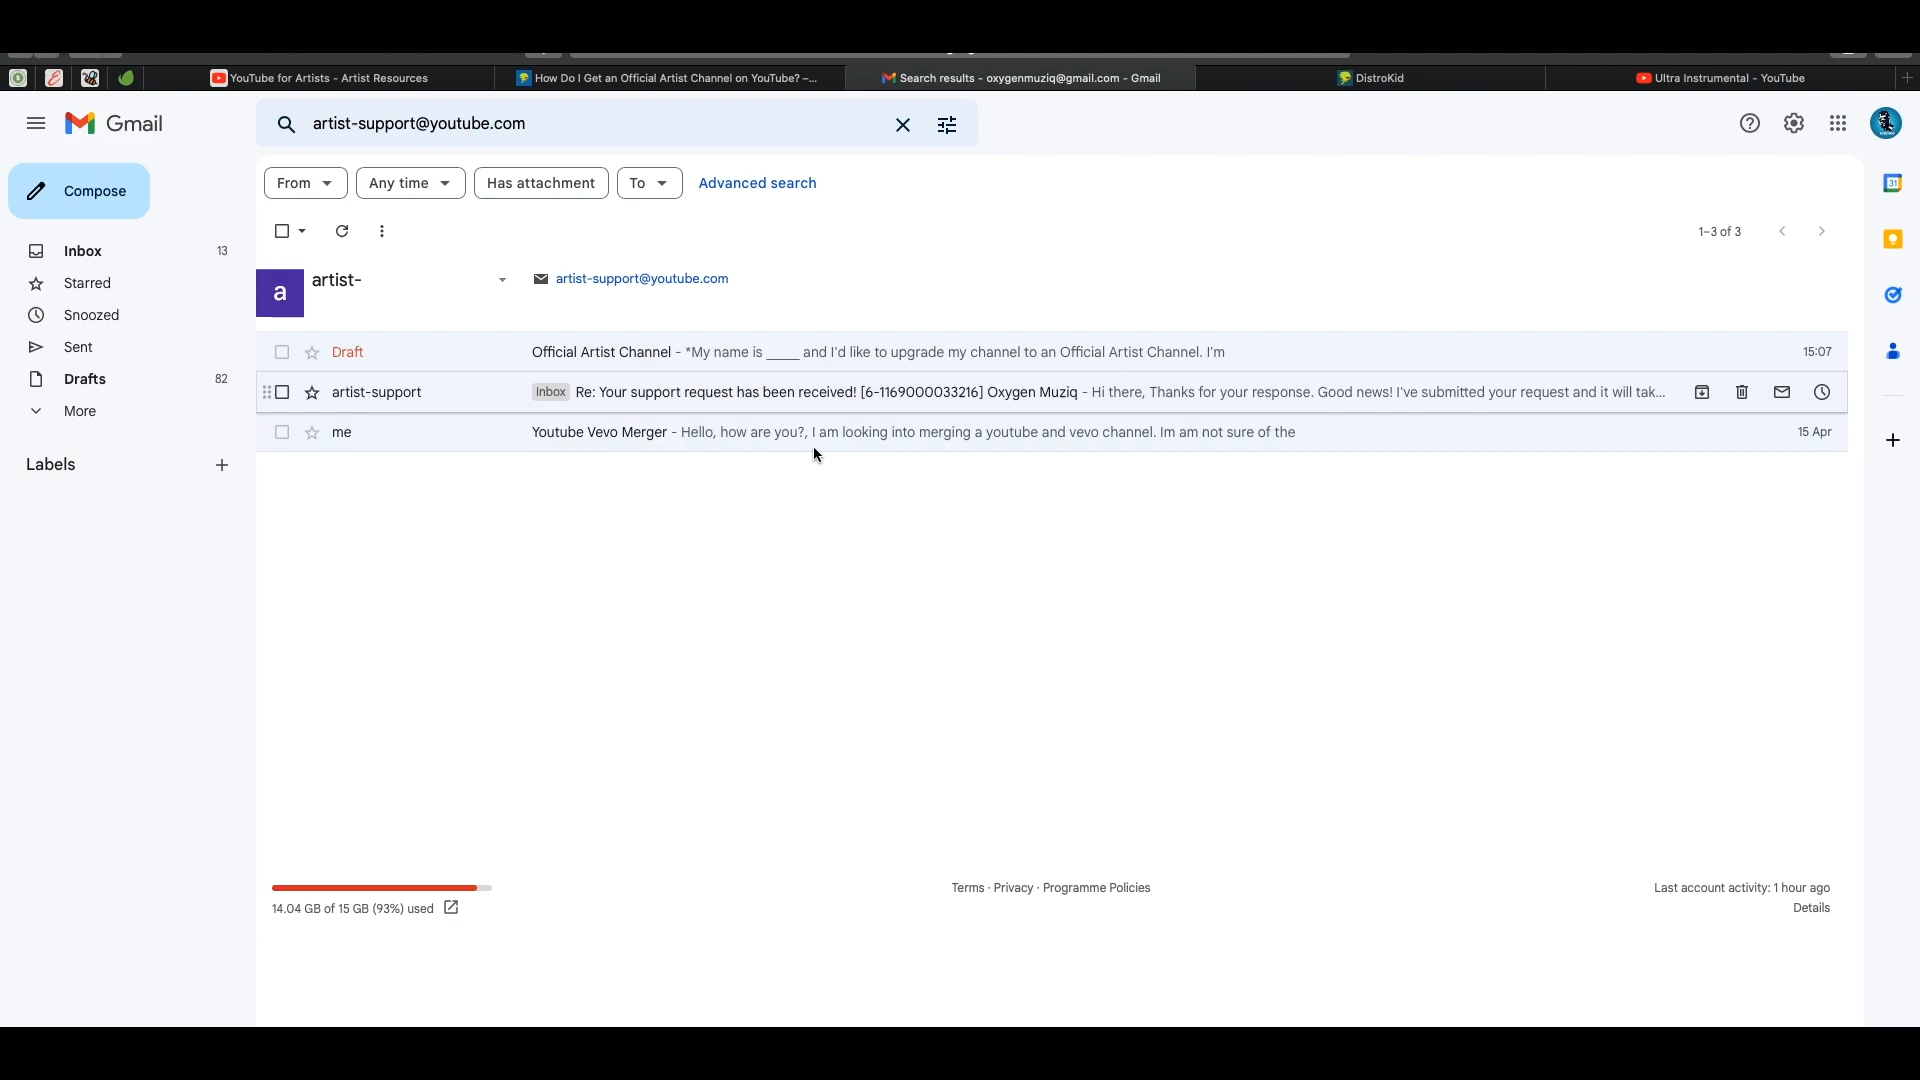 YouTube for Artists - Artist Resources
How Do I Get an Official Artist Channel on YouTube? –...
Search results - oxygenmuziq@gmail.com - Gmail
DistroKid
Ultra Instrumental - YouTube
Gmail
artist-support@youtube.com
Compose
From
Any time
Has attachment
To
Advanced search
1–3 of 3
Inbox 13
Starred
Snoozed
Sent
Drafts 82
More
Labels
a
artist-
artist-support@youtube.com
Draft Official Artist Channel - *My name is _____ and I'd like to upgrade my channel to an Official Artist Channel. I'm 15:07
artist-support Inbox Re: Your support request has been received! [6-1169000033216] Oxygen Muziq - Hi there, Thanks for your response. Good news! I've submitted your request and it will tak...
me Youtube Vevo Merger - Hello, how are you?, I am looking into merging a youtube and vevo channel. Im am not sure of the 15 Apr
31
14.04 GB of 15 GB (93%) used
Terms · Privacy · Programme Policies
Last account activity: 1 hour ago
Details